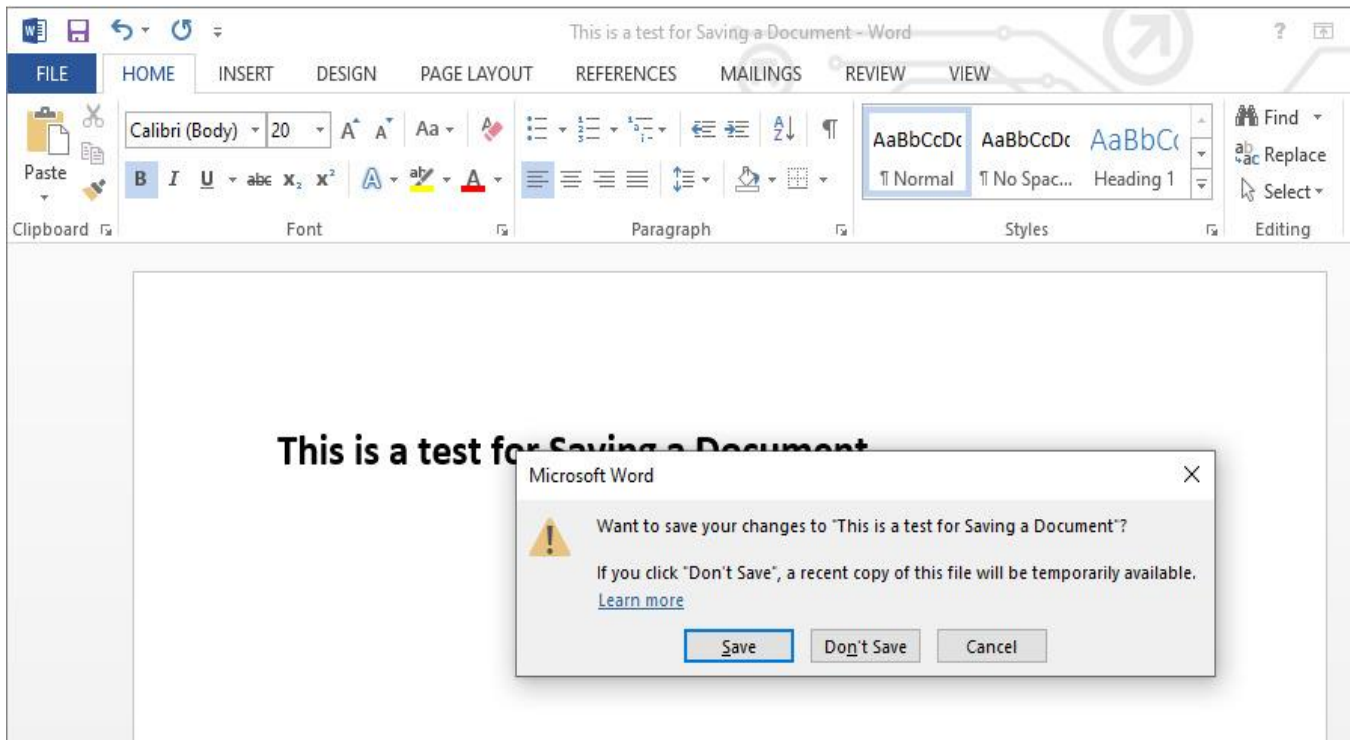 This is a test for Saving a Document - Word
FILE HOME INSERT DESIGN PAGE LAYOUT REFERENCES MAILINGS REVIEW VIEW
Paste
Clipboard
Calibri (Body) 20 A A Aa
B I U abc X₂ X² A aby A
Font
Paragraph
AaBbCcDc AaBbCcDc AaBbCc
¶ Normal ¶ No Spac... Heading 1
Styles
Find
Replace
Select
Editing
This is a test for Saving a Document
Microsoft Word
Want to save your changes to "This is a test for Saving a Document"?
If you click "Don't Save", a recent copy of this file will be temporarily available.
Learn more
Save Don't Save Cancel